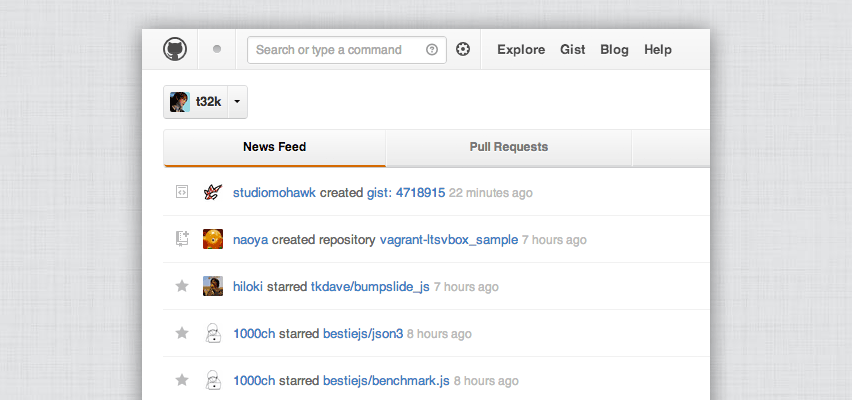 Search or type a command
Explore Gist Blog Help
t32k
News Feed Pull Requests
studiomohawk created gist: 4718915 22 minutes ago
naoya created repository vagrant-ltsvbox_sample 7 hours ago
hiloki starred tkdave/bumpslide_js 7 hours ago
1000ch starred bestiejs/json3 8 hours ago
1000ch starred bestiejs/benchmark.js 8 hours ago